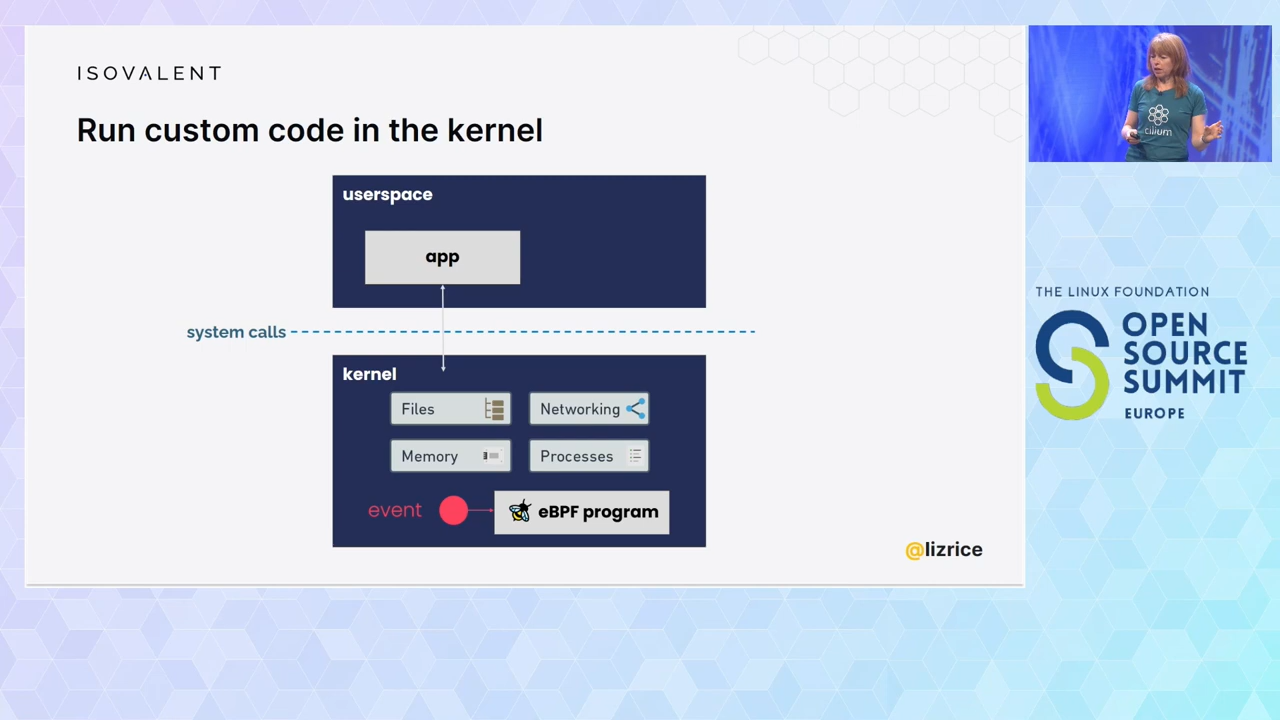 ISOVALENT
Run custom code in the kernel
userspace
app
system calls
kernel
Files
Networking
Memory
Processes
event
eBPF program
@lizrice
cilium
THE LINUX FOUNDATION
OPEN
SOURCE
SUMMIT
EUROPE